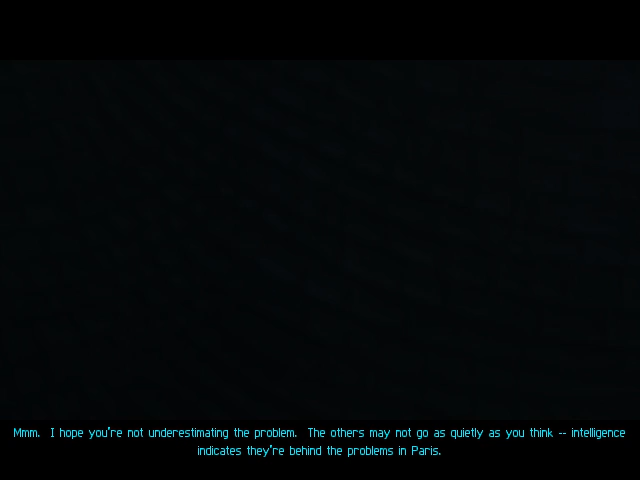 Mmm.  I hope you're not underestimating the problem.  The others may not go as quietly as you think -- intelligence
indicates they're behind the problems in Paris.